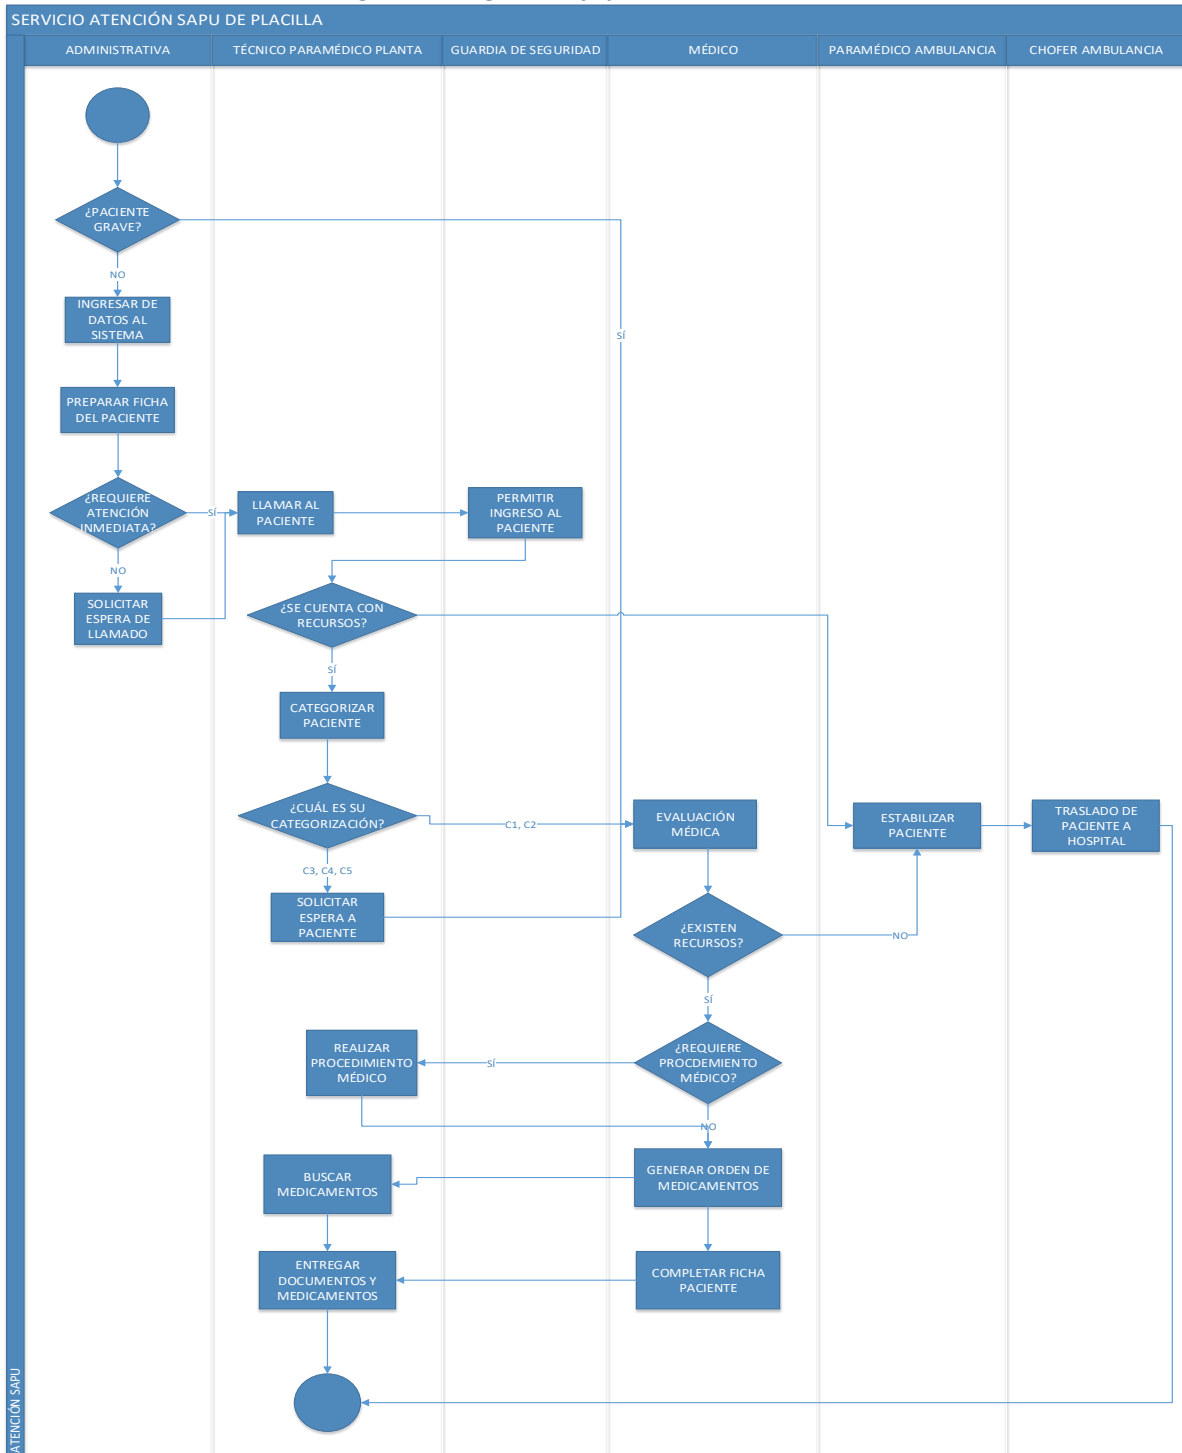 SERVICIO ATENCIÓN SAPU DE PLACILLA
ADMINISTRATIVA
TÉCNICO PARAMÉDICO PLANTA
GUARDIA DE SEGURIDAD
MÉDICO
PARAMÉDICO AMBULANCIA
CHOFER AMBULANCIA
¿PACIENTE
GRAVE?
NO
INGRESAR DE
DATOS AL
SISTEMA
SÍ
PREPARAR FICHA
DEL PACIENTE
¿REQUIERE
ATENCIÓN
INMEDIATA?
SÍ
LLAMAR AL
PACIENTE
PERMITIR
INGRESO AL
PACIENTE
NO
SOLICITAR
ESPERA DE
LLAMADO
¿SE CUENTA CON
RECURSOS?
SÍ
CATEGORIZAR
PACIENTE
¿CUÁL ES SU
CATEGORIZACIÓN?
C1, C2
EVALUACIÓN
MÉDICA
ESTABILIZAR
PACIENTE
TRASLADO DE
PACIENTE A
HOSPITAL
C3, C4, C5
SOLICITAR
ESPERA A
PACIENTE
¿EXISTEN
RECURSOS?
NO
SÍ
REALIZAR
PROCEDIMIENTO
MÉDICO
SÍ
¿REQUIERE
PROCDEMIENTO
MÉDICO?
NO
BUSCAR
MEDICAMENTOS
GENERAR ORDEN DE
MEDICAMENTOS
ENTREGAR
DOCUMENTOS Y
MEDICAMENTOS
COMPLETAR FICHA
PACIENTE
ATENCIÓN SAPU